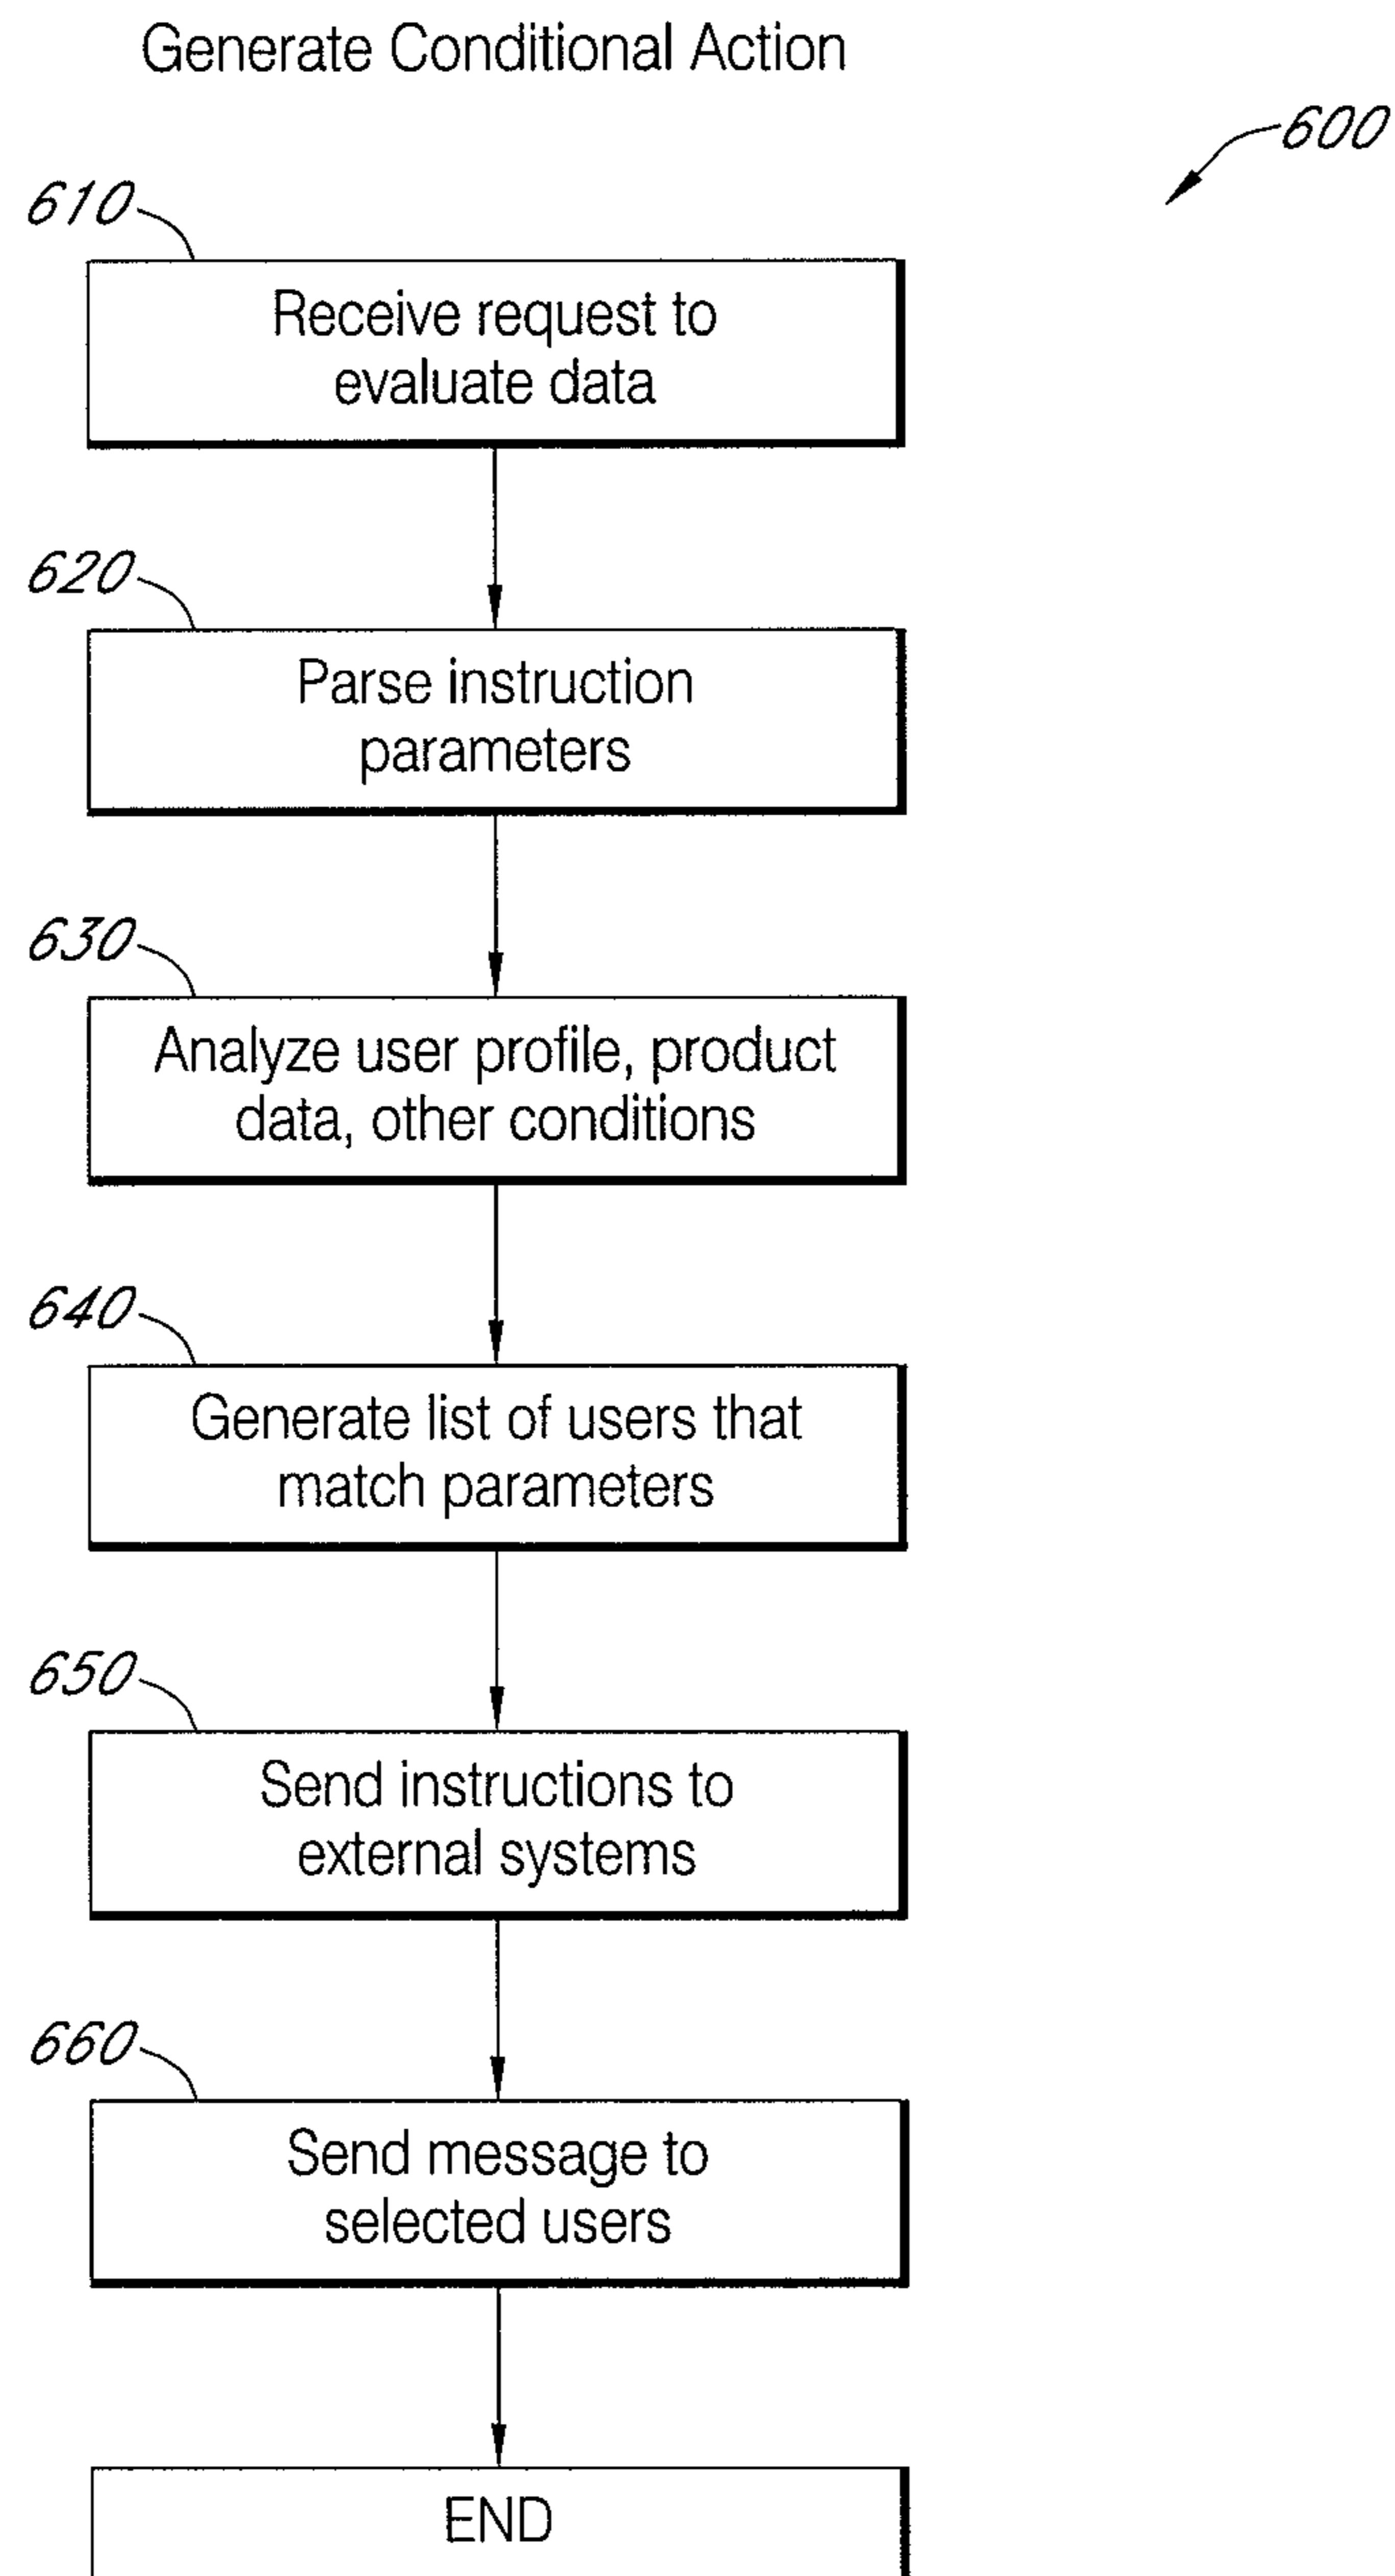 Generate Conditional Action
600
610
Receive request to
evaluate data
620
Parse instruction
parameters
630
Analyze user profile, product
data, other conditions
640
Generate list of users that
match parameters
650
Send instructions to
external systems
660
Send message to
selected users
END